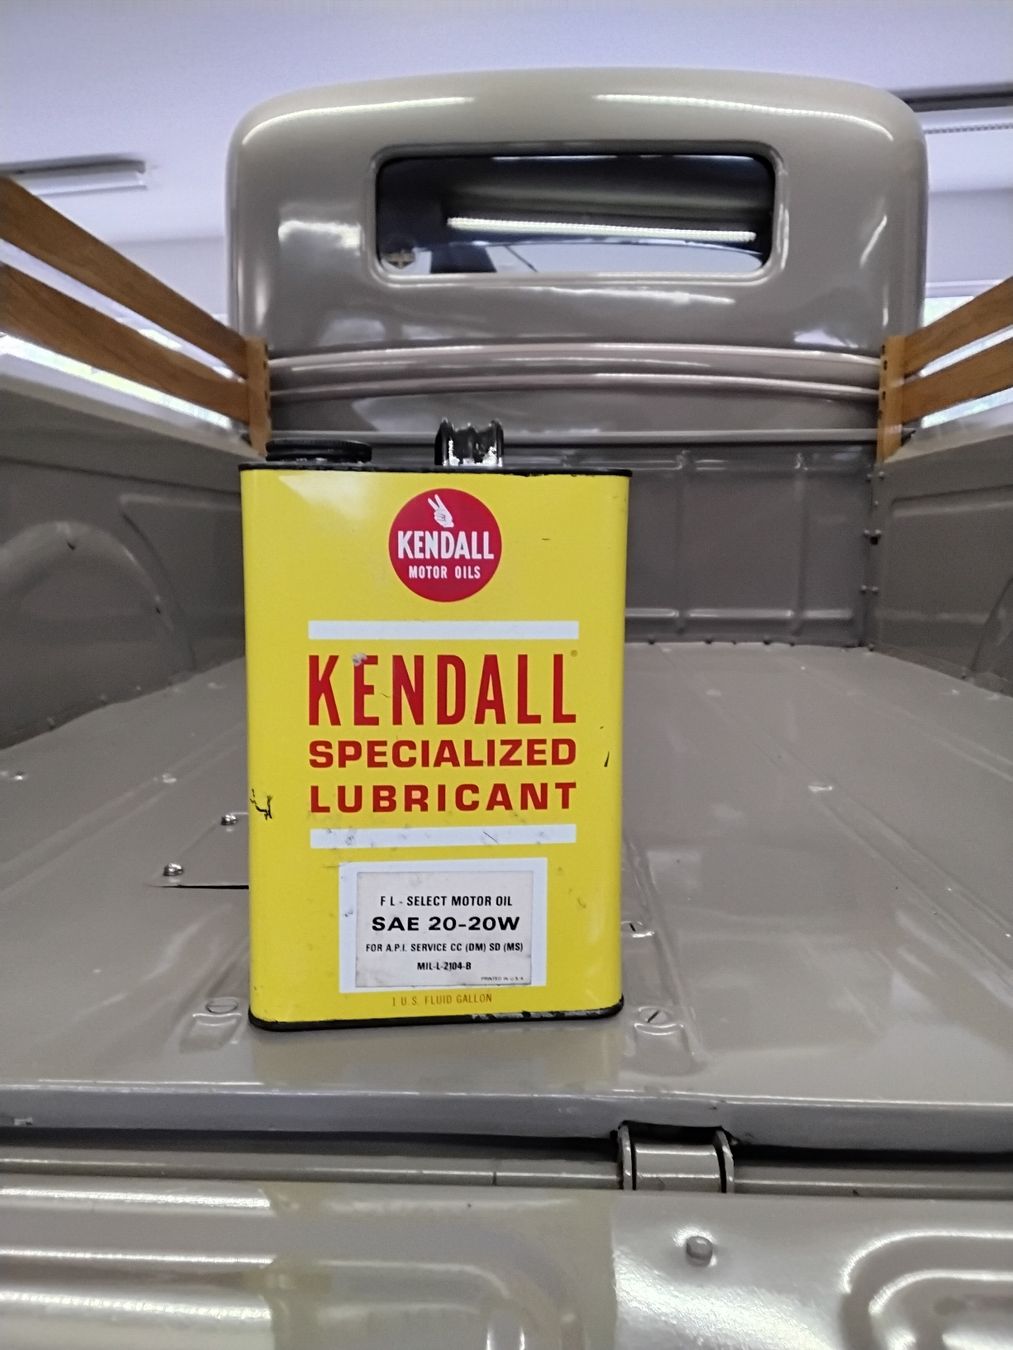 KENDALL
MOTOR OILS
KENDALL®
SPECIALIZED
LUBRICANT
F L - SELECT MOTOR OIL
SAE 20-20W
FOR A.P.I. SERVICE CC (DM) SD (MS)
MIL-L-2104-B
PRINTED IN U.S.A.
1 U.S. FLUID GALLON